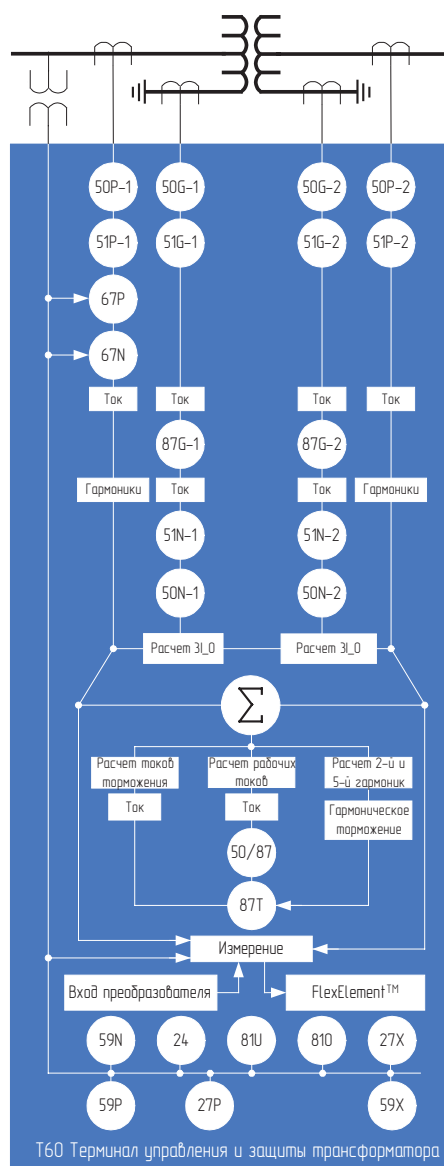 50P-1
50G-1
50G-2
50P-2
51P-1
51G-1
51G-2
51P-2
67P
67N
Ток
Ток
Ток
Ток
87G-1
87G-2
Гармоники
Ток
Ток
Гармоники
51N-1
51N-2
50N-1
50N-2
Расчет 3I_0
Расчет 3I_0
Σ
Расчет токов
торможения
Расчет рабочих
токов
Расчет 2-й и
5-й гармоник
Ток
Ток
Гармоническое
торможение
50/87
87T
Измерение
Вход преобразователя
FlexElement™
59N
24
81U
81O
27X
59P
27P
59X
T60 Терминал управления и защиты трансформатора